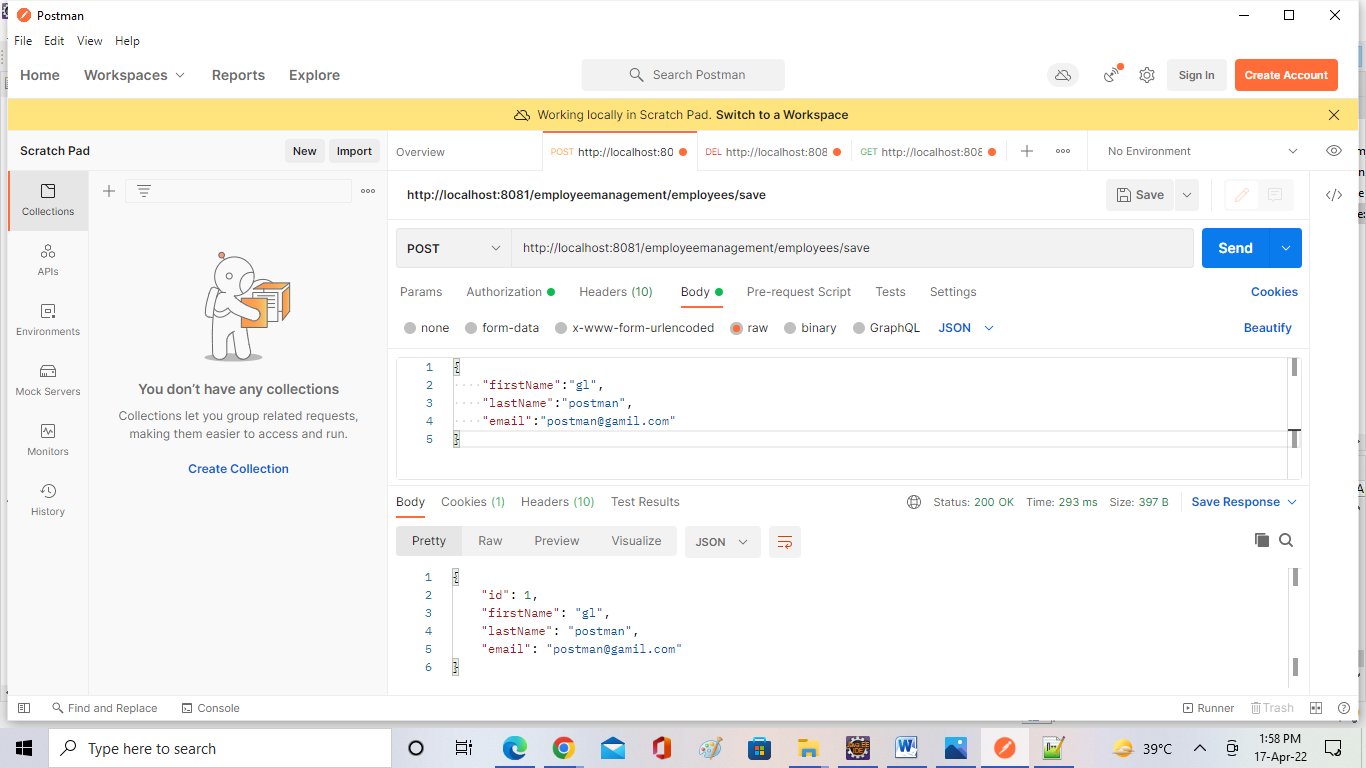 Postman
File Edit View Help
Home Workspaces Reports Explore Search Postman Sign In Create Account
Working locally in Scratch Pad. Switch to a Workspace
Scratch Pad New Import Overview POST http://localhost:80 DEL http://localhost:808 GET http://localhost:808 No Environment
http://localhost:8081/employeemanagement/employees/save Save
Collections
APIs
Environments
Mock Servers
Monitors
History
You don't have any collections
Collections let you group related requests,
making them easier to access and run.
Create Collection
POST http://localhost:8081/employeemanagement/employees/save Send
Params Authorization Headers (10) Body Pre-request Script Tests Settings Cookies
none form-data x-www-form-urlencoded raw binary GraphQL JSON Beautify
1 {
2 "firstName":"gl",
3 "lastName":"postman",
4 "email":"postman@gamil.com"
5 }
Body Cookies (1) Headers (10) Test Results Status: 200 OK Time: 293 ms Size: 397 B Save Response
Pretty Raw Preview Visualize JSON
1 {
2 "id": 1,
3 "firstName": "gl",
4 "lastName": "postman",
5 "email": "postman@gamil.com"
6 }
Find and Replace Console Runner Trash
Type here to search 39°C 1:58 PM
17-Apr-22